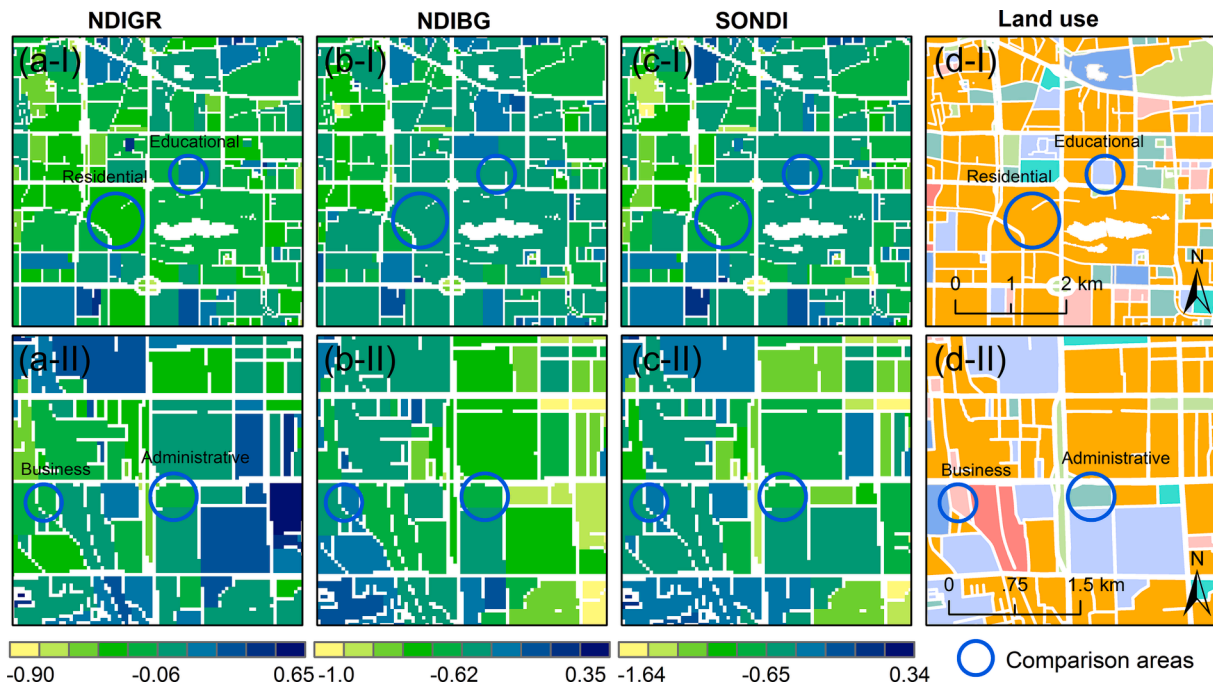 NDIGR NDIBG SONDI Land use
(a-I) (b-I) (c-I) (d-I)
Educational Educational
Residential Residential
0 1 2 km N
(a-II) (b-II) (c-II) (d-II)
Business Administrative Business Administrative
0 .75 1.5 km N
-0.90 -0.06 0.65 -1.0 -0.62 0.35 -1.64 -0.65 0.34 Comparison areas